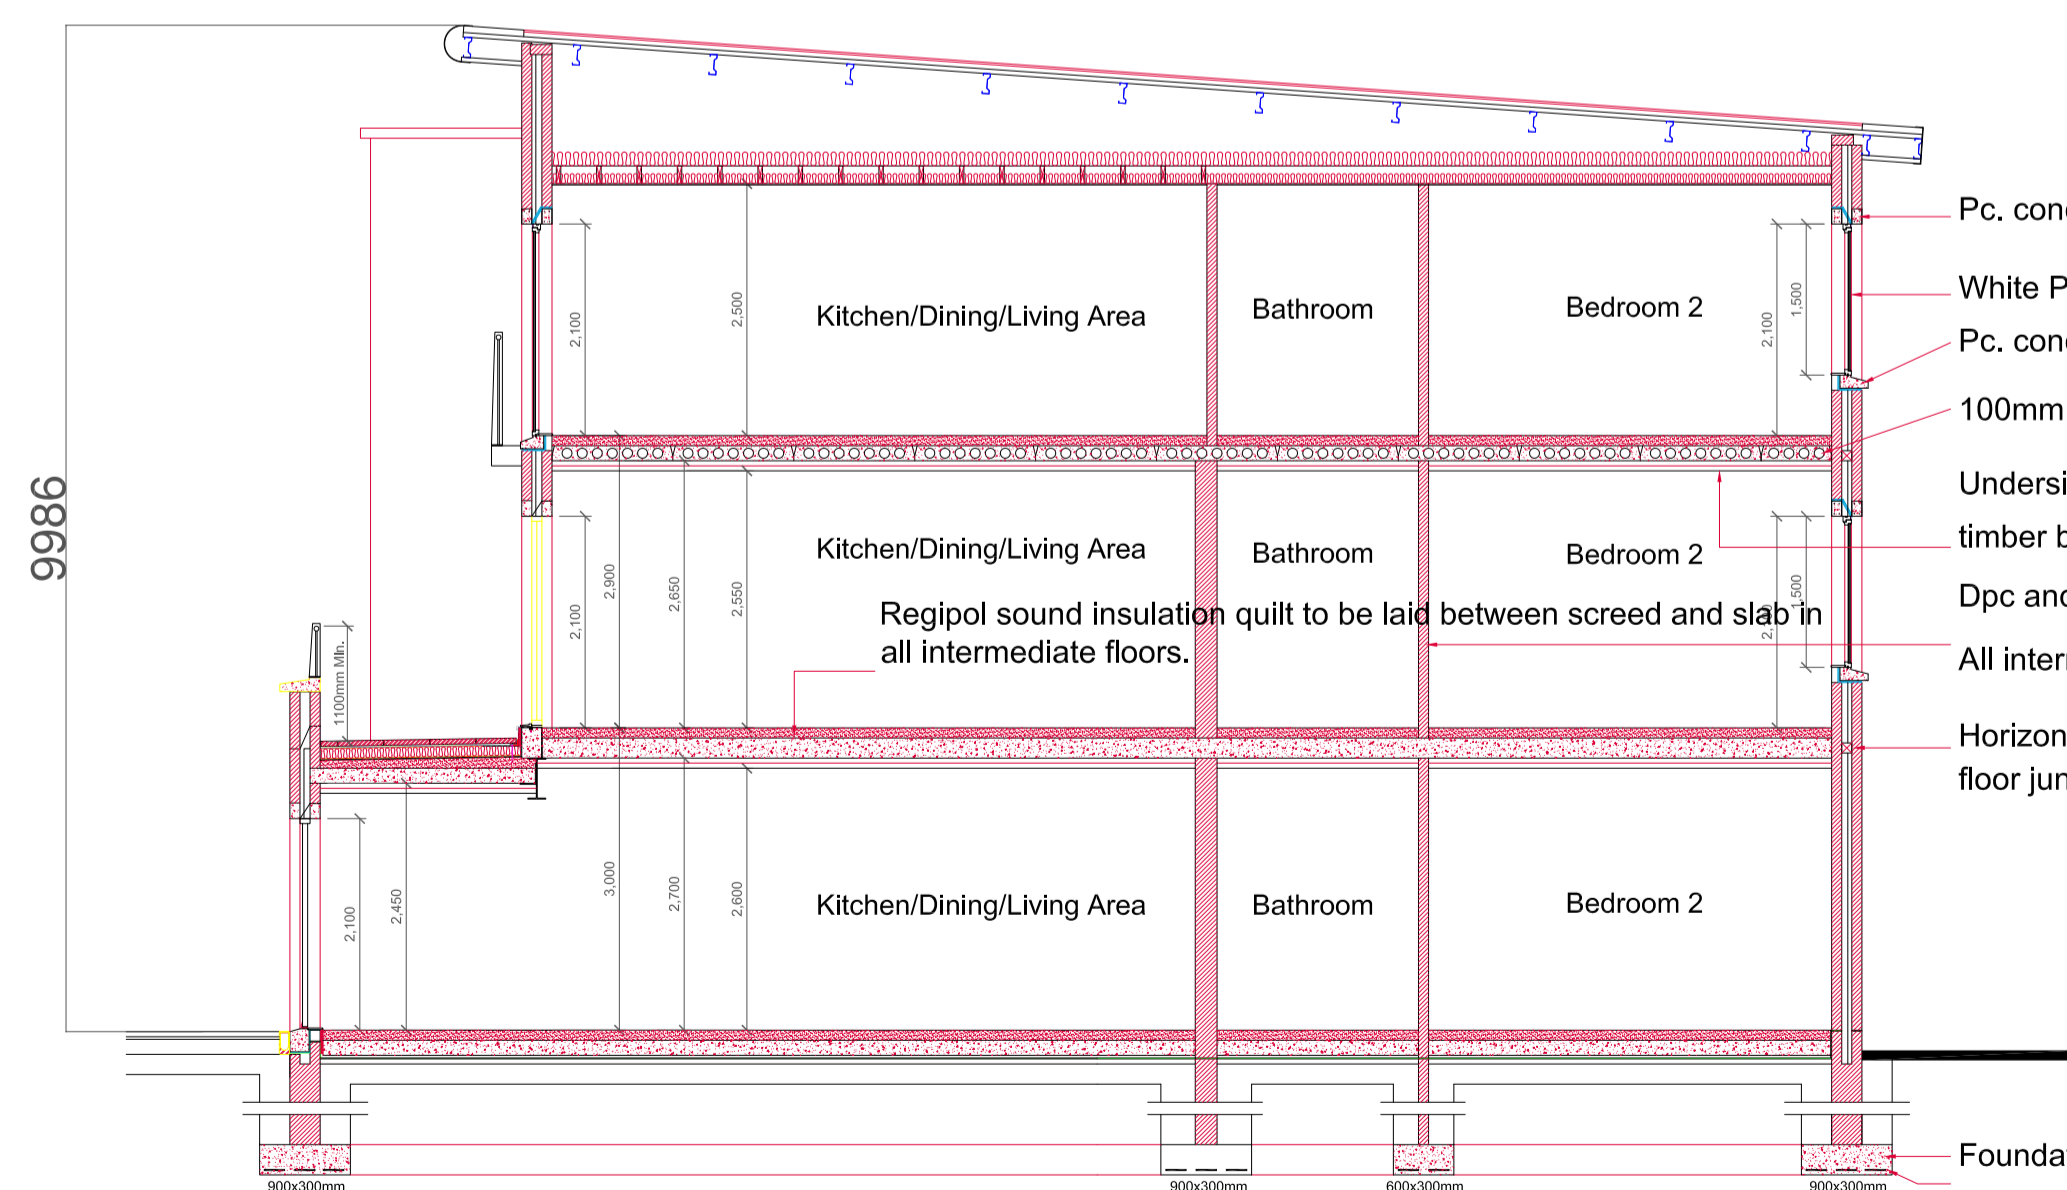 Pc. conc
White P
Pc. conc
100mm
Undersi
timber b
Dpc and
All intern
Horizon
floor jun
Foundat
9986
Kitchen/Dining/Living Area
Bathroom
Bedroom 2
2,100
2,500
2,100
1,500
Kitchen/Dining/Living Area
Bathroom
Bedroom 2
Regipol sound insulation quilt to be laid between screed and slab in
all intermediate floors.
2,100
2,900
2,650
2,550
1,500
1100mm Min.
Kitchen/Dining/Living Area
Bathroom
Bedroom 2
2,100
2,450
3,000
2,700
2,600
900x300mm
900x300mm
600x300mm
900x300mm